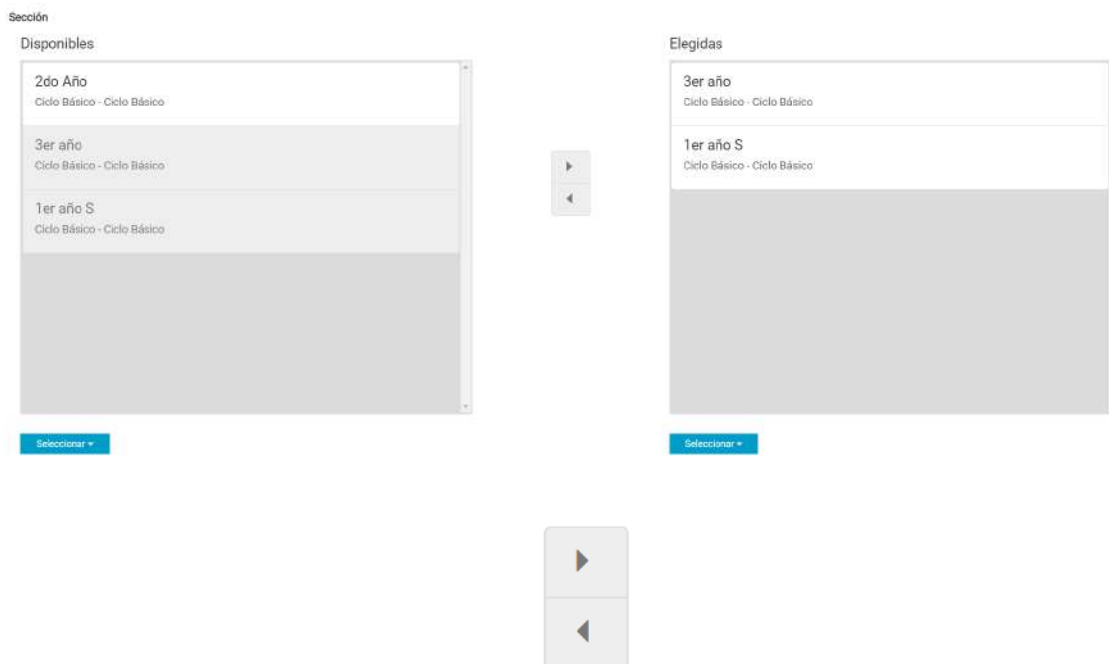 Sección
Disponibles
2do Año
Ciclo Básico - Ciclo Básico
3er año
Ciclo Básico - Ciclo Básico
1er año S
Ciclo Básico - Ciclo Básico
Seleccionar
Elegidas
3er año
Ciclo Básico - Ciclo Básico
1er año S
Ciclo Básico - Ciclo Básico
Seleccionar